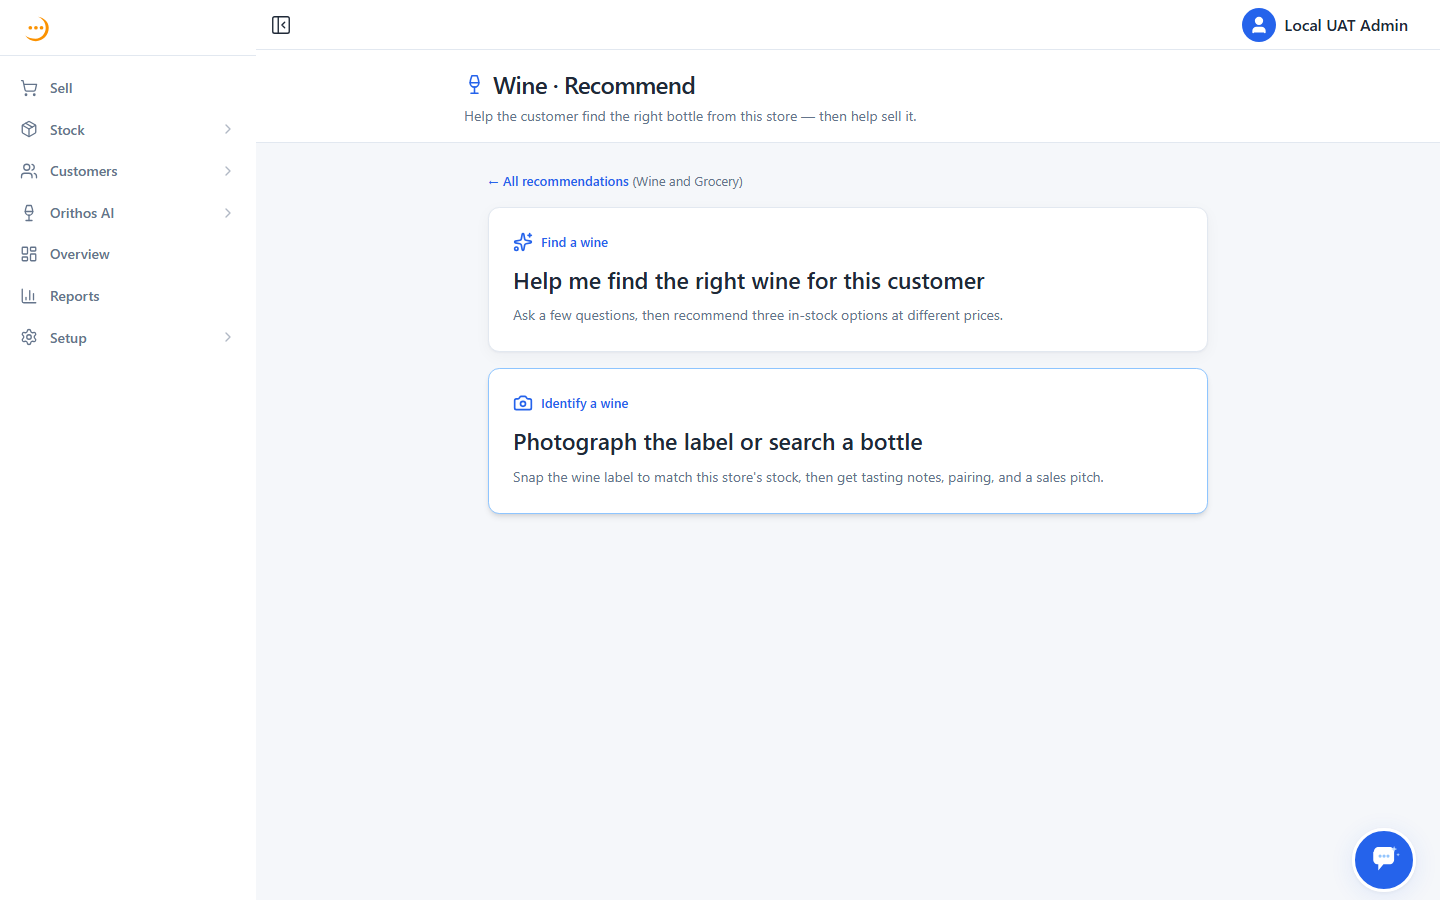 Local UAT Admin
Sell
Stock
Customers
Orithos AI
Overview
Reports
Setup
Wine · Recommend
Help the customer find the right bottle from this store — then help sell it.
← All recommendations (Wine and Grocery)
Find a wine
Help me find the right wine for this customer
Ask a few questions, then recommend three in-stock options at different prices.
Identify a wine
Photograph the label or search a bottle
Snap the wine label to match this store's stock, then get tasting notes, pairing, and a sales pitch.